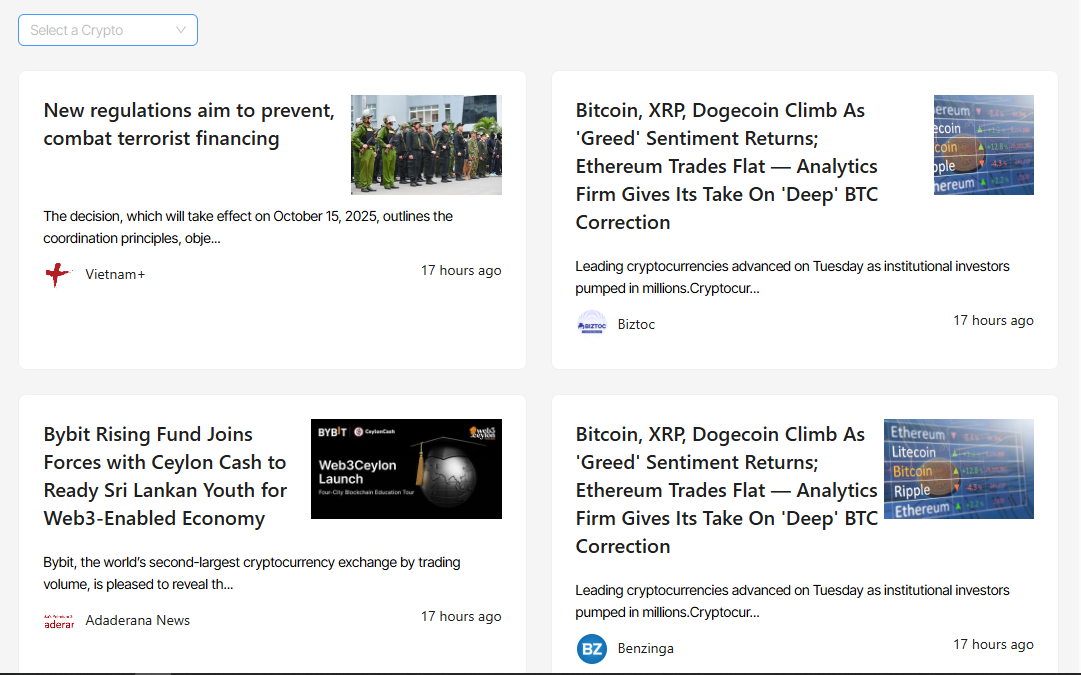 Select a Crypto
New regulations aim to prevent,
combat terrorist financing
The decision, which will take effect on October 15, 2025, outlines the
coordination principles, obje...
Vietnam+
17 hours ago
Bitcoin, XRP, Dogecoin Climb As
'Greed' Sentiment Returns;
Ethereum Trades Flat — Analytics
Firm Gives Its Take On 'Deep' BTC
Correction
ereum
ecoin
coin
ple
nereum
Leading cryptocurrencies advanced on Tuesday as institutional investors
pumped in millions.Cryptocur...
BIZTOC
Biztoc
17 hours ago
Bybit Rising Fund Joins
Forces with Ceylon Cash to
Ready Sri Lankan Youth for
Web3-Enabled Economy
BYBIT CeylonCash
web3
ceylon
Web3Ceylon
Launch
Four-City Blockchain Education Tour
Bybit, the world’s second-largest cryptocurrency exchange by trading
volume, is pleased to reveal th...
aderar
Adaderana News
17 hours ago
Bitcoin, XRP, Dogecoin Climb As
'Greed' Sentiment Returns;
Ethereum Trades Flat — Analytics
Firm Gives Its Take On 'Deep' BTC
Correction
Ethereum
Litecoin
Bitcoin
Ripple
Ethereum
Leading cryptocurrencies advanced on Tuesday as institutional investors
pumped in millions.Cryptocur...
BZ
Benzinga
17 hours ago